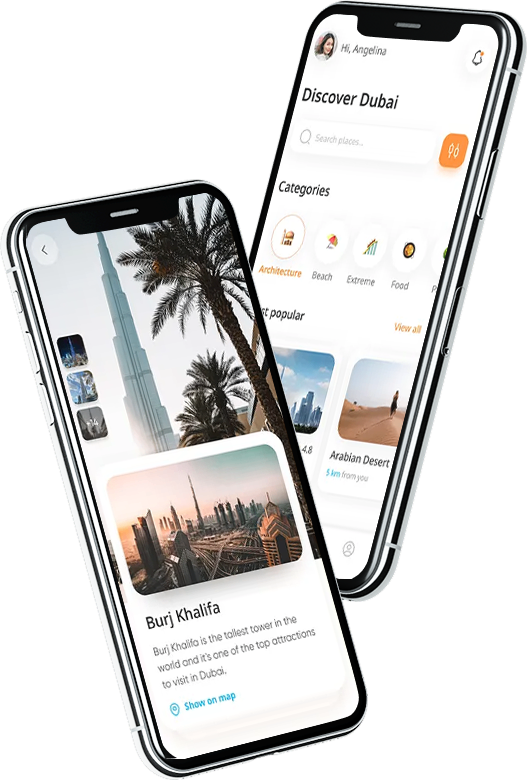 Hi, Angelina
Discover Dubai
Search places..
Categories
Architecture
Beach
Extreme
Food
st popular
View all
4.8
Arabian Desert
5 km from you
Burj Khalifa
Burj Khalifa is the tallest tower in the
world and it's one of the top attractions
to visit in Dubai.
Show on map